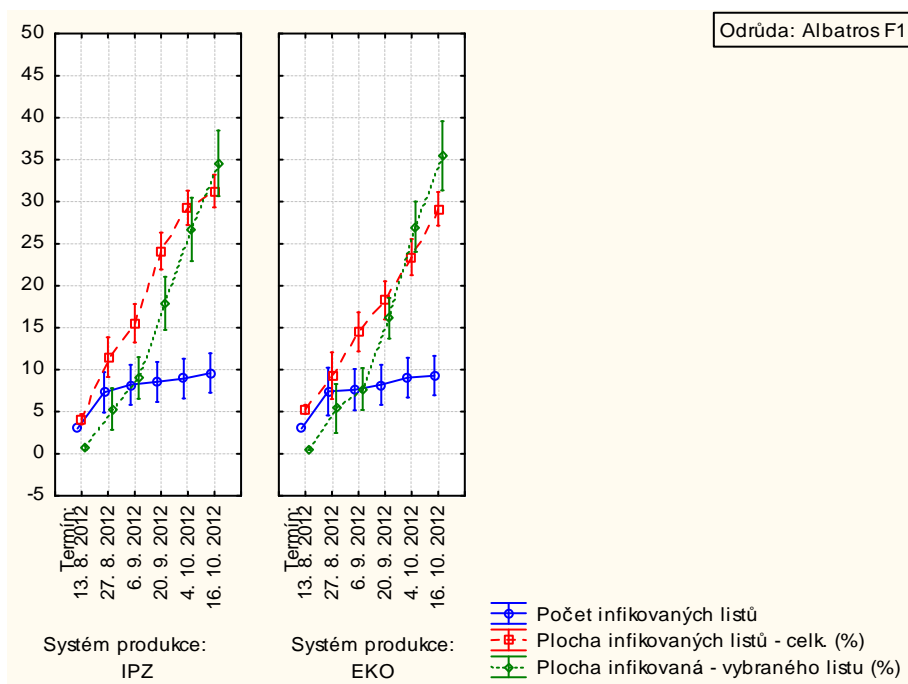 Odrůda: Albatros F1
50
45
40
35
30
25
20
15
10
5
0
-5
Termín:
13. 8. 2012
27. 8. 2012
6. 9. 2012
20. 9. 2012
4. 10. 2012
16. 10. 2012
Systém produkce:
IPZ
Termín:
13. 8. 2012
27. 8. 2012
6. 9. 2012
20. 9. 2012
4. 10. 2012
16. 10. 2012
Systém produkce:
EKO
Počet infikovaných listů
Plocha infikovaných listů - celk. (%)
Plocha infikovaná - vybraného listu (%)